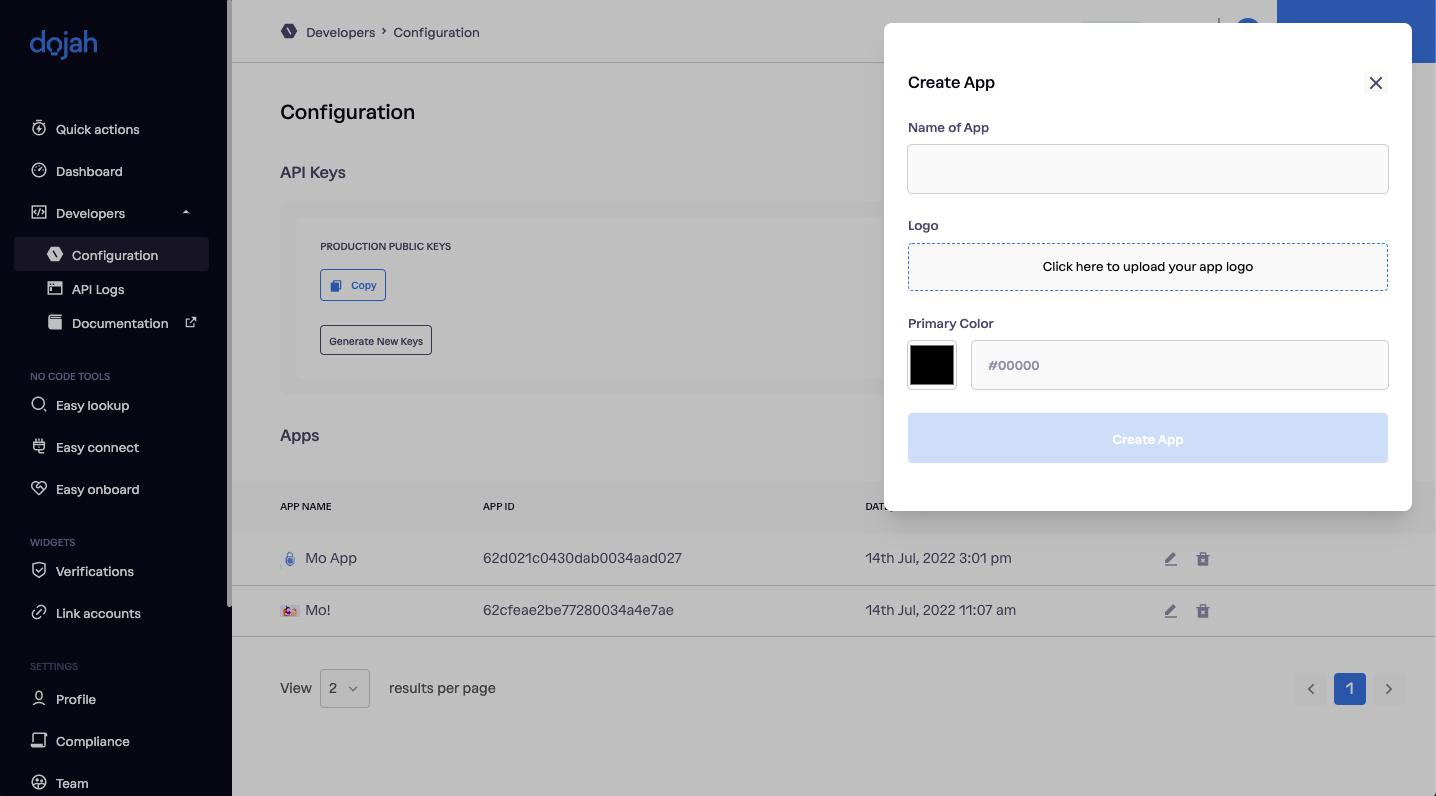 dojah
Quick actions
Dashboard
Developers
Configuration
API Logs
Documentation
NO CODE TOOLS
Easy lookup
Easy connect
Easy onboard
WIDGETS
Verifications
Link accounts
SETTINGS
Profile
Compliance
Team
Developers › Configuration
Configuration
API Keys
PRODUCTION PUBLIC KEYS
Copy
Generate New Keys
Apps
APP NAME APP ID
Mo App 62d021c0430dab0034aad027 14th Jul, 2022 3:01 pm
Mo! 62cfeae2be77280034a4e7ae 14th Jul, 2022 11:07 am
View 2 results per page
1
Create App
Name of App
Logo
Click here to upload your app logo
Primary Color
#00000
Create App